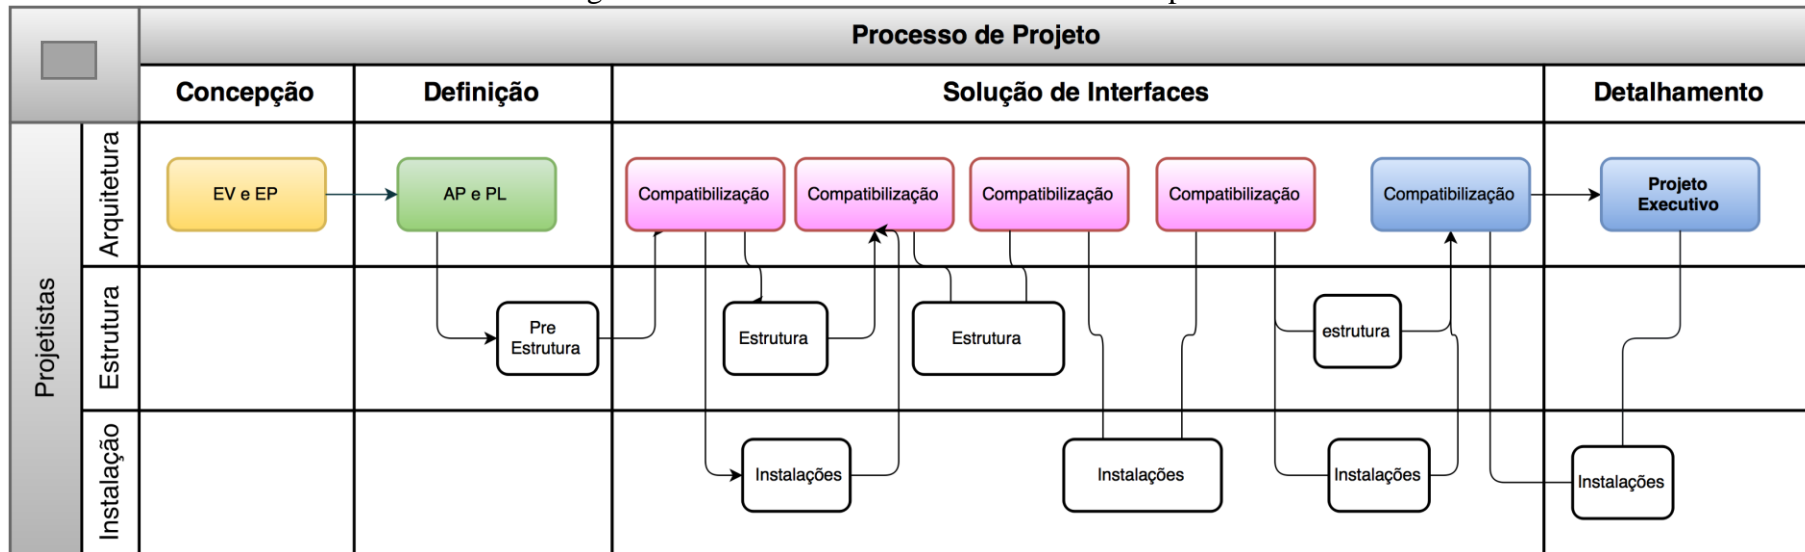 Processo de Projeto
Concepção
Definição
Solução de Interfaces
Detalhamento
Projetistas
Arquitetura
EV e EP
AP e PL
Compatibilização
Compatibilização
Compatibilização
Compatibilização
Compatibilização
Projeto
Executivo
Estrutura
Pre
Estrutura
Estrutura
Estrutura
estrutura
Instalação
Instalações
Instalações
Instalações
Instalações